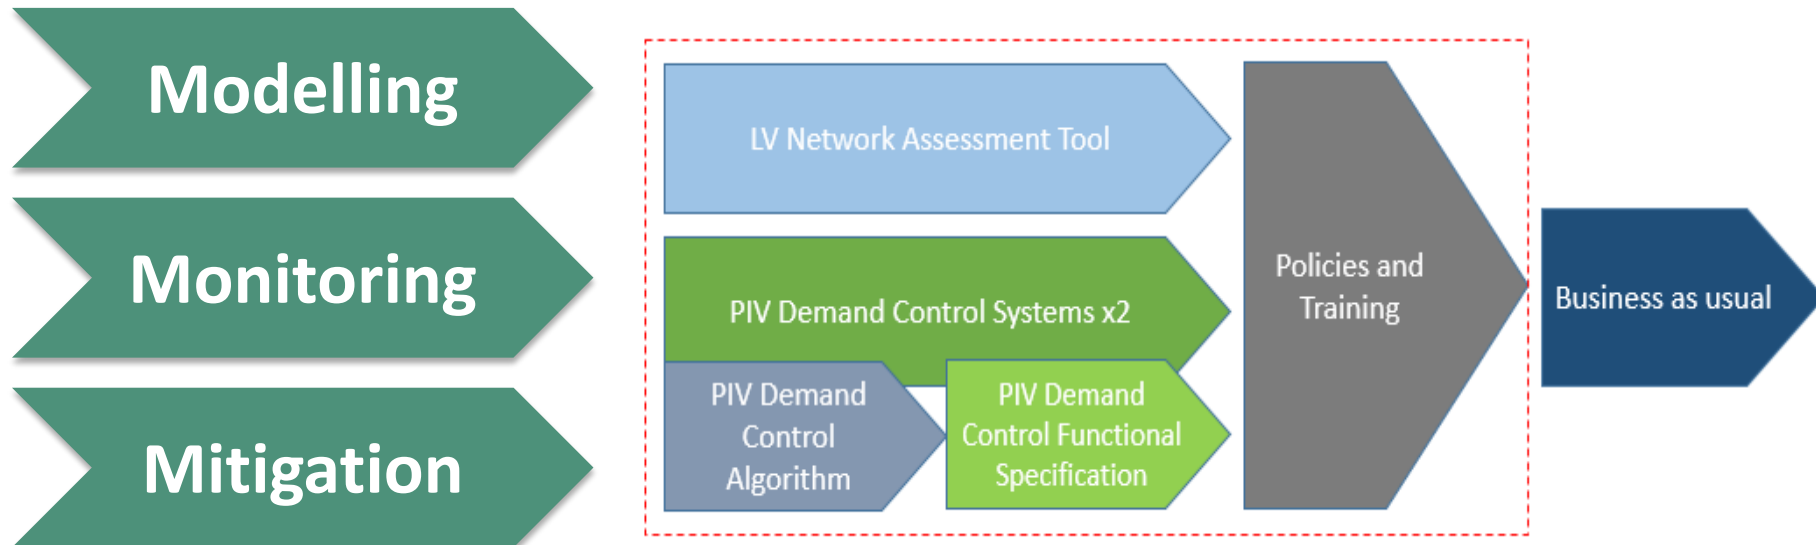 Modelling
Monitoring
Mitigation
LV Network Assessment Tool
PIV Demand Control Systems x2
PIV Demand
Control
Algorithm
PIV Demand
Control Functional
Specification
Policies and
Training
Business as usual